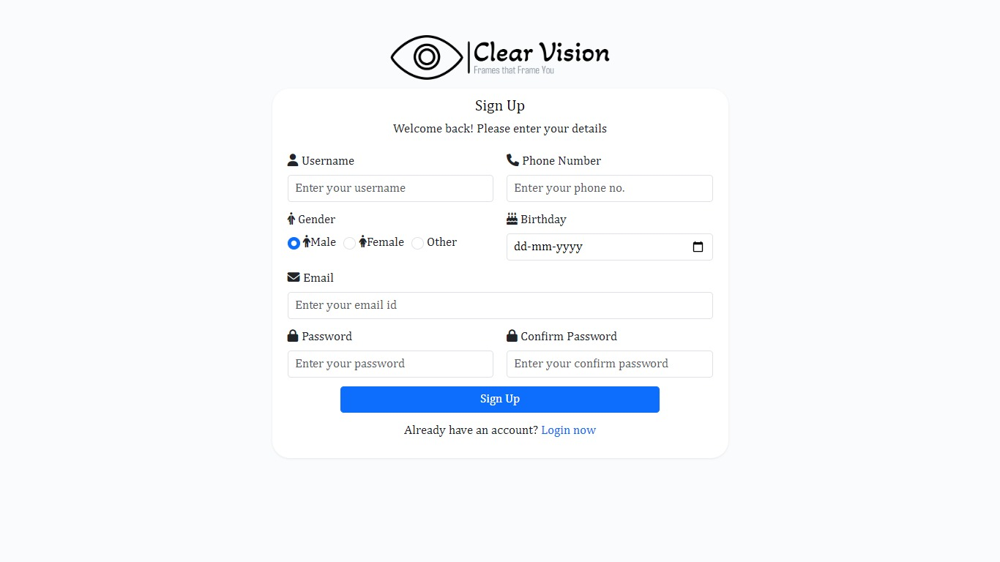 Clear Vision
Frames that Frame You
Sign Up
Welcome back! Please enter your details
Username
Phone Number
Enter your username
Enter your phone no.
Gender
Birthday
Male Female Other
dd-mm-yyyy
Email
Enter your email id
Password
Confirm Password
Enter your password
Enter your confirm password
Sign Up
Already have an account? Login now